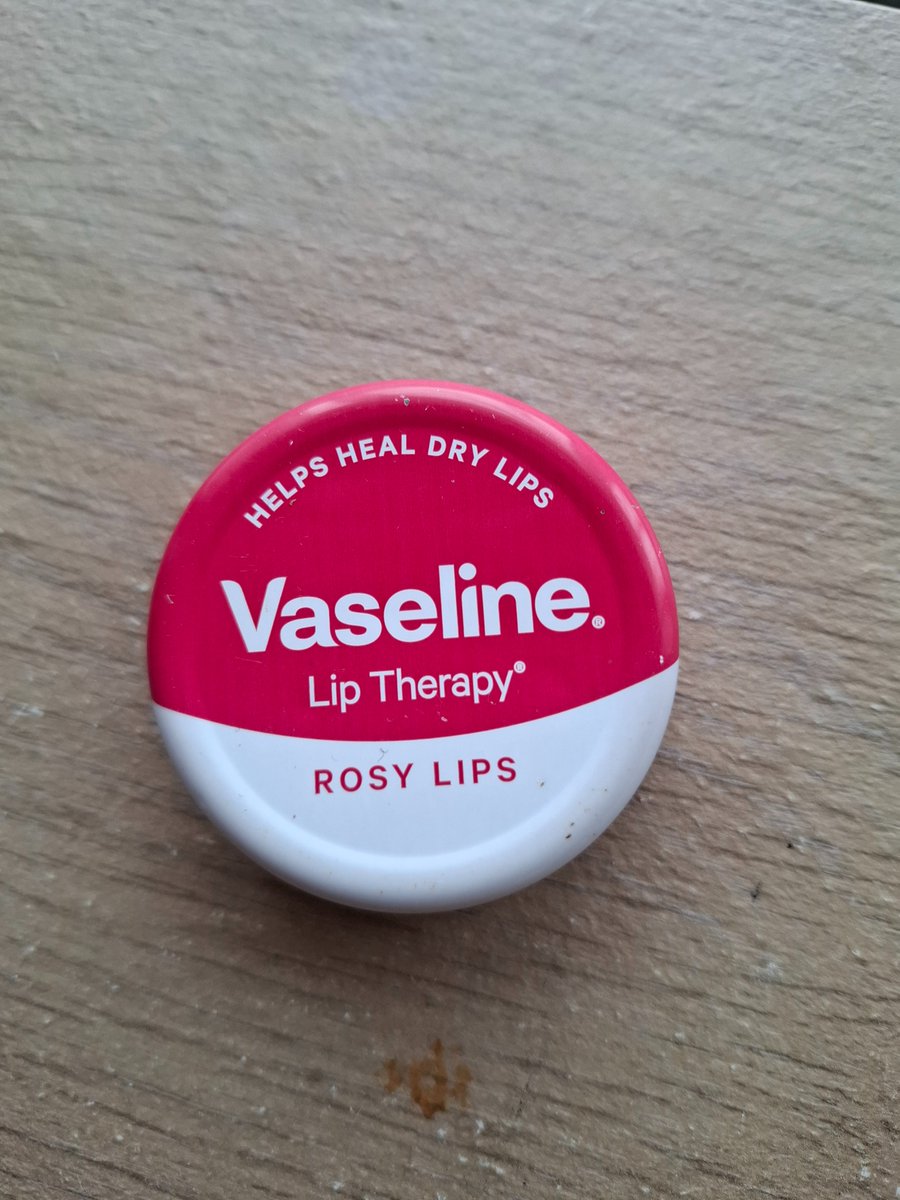 HELPS HEAL DRY LIPS
Vaseline®
Lip Therapy®
ROSY LIPS